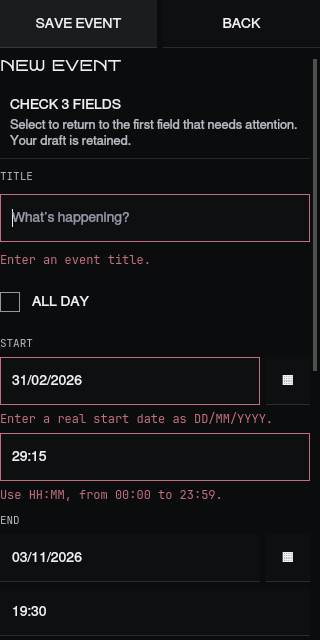 SAVE EVENT
BACK
NEW EVENT
CHECK 3 FIELDS
Select to return to the first field that needs attention.
Your draft is retained.
TITLE
What's happening?
Enter an event title.
ALL DAY
START
31/02/2026
Enter a real start date as DD/MM/YYYY.
29:15
Use HH:MM, from 00:00 to 23:59.
END
03/11/2026
19:30